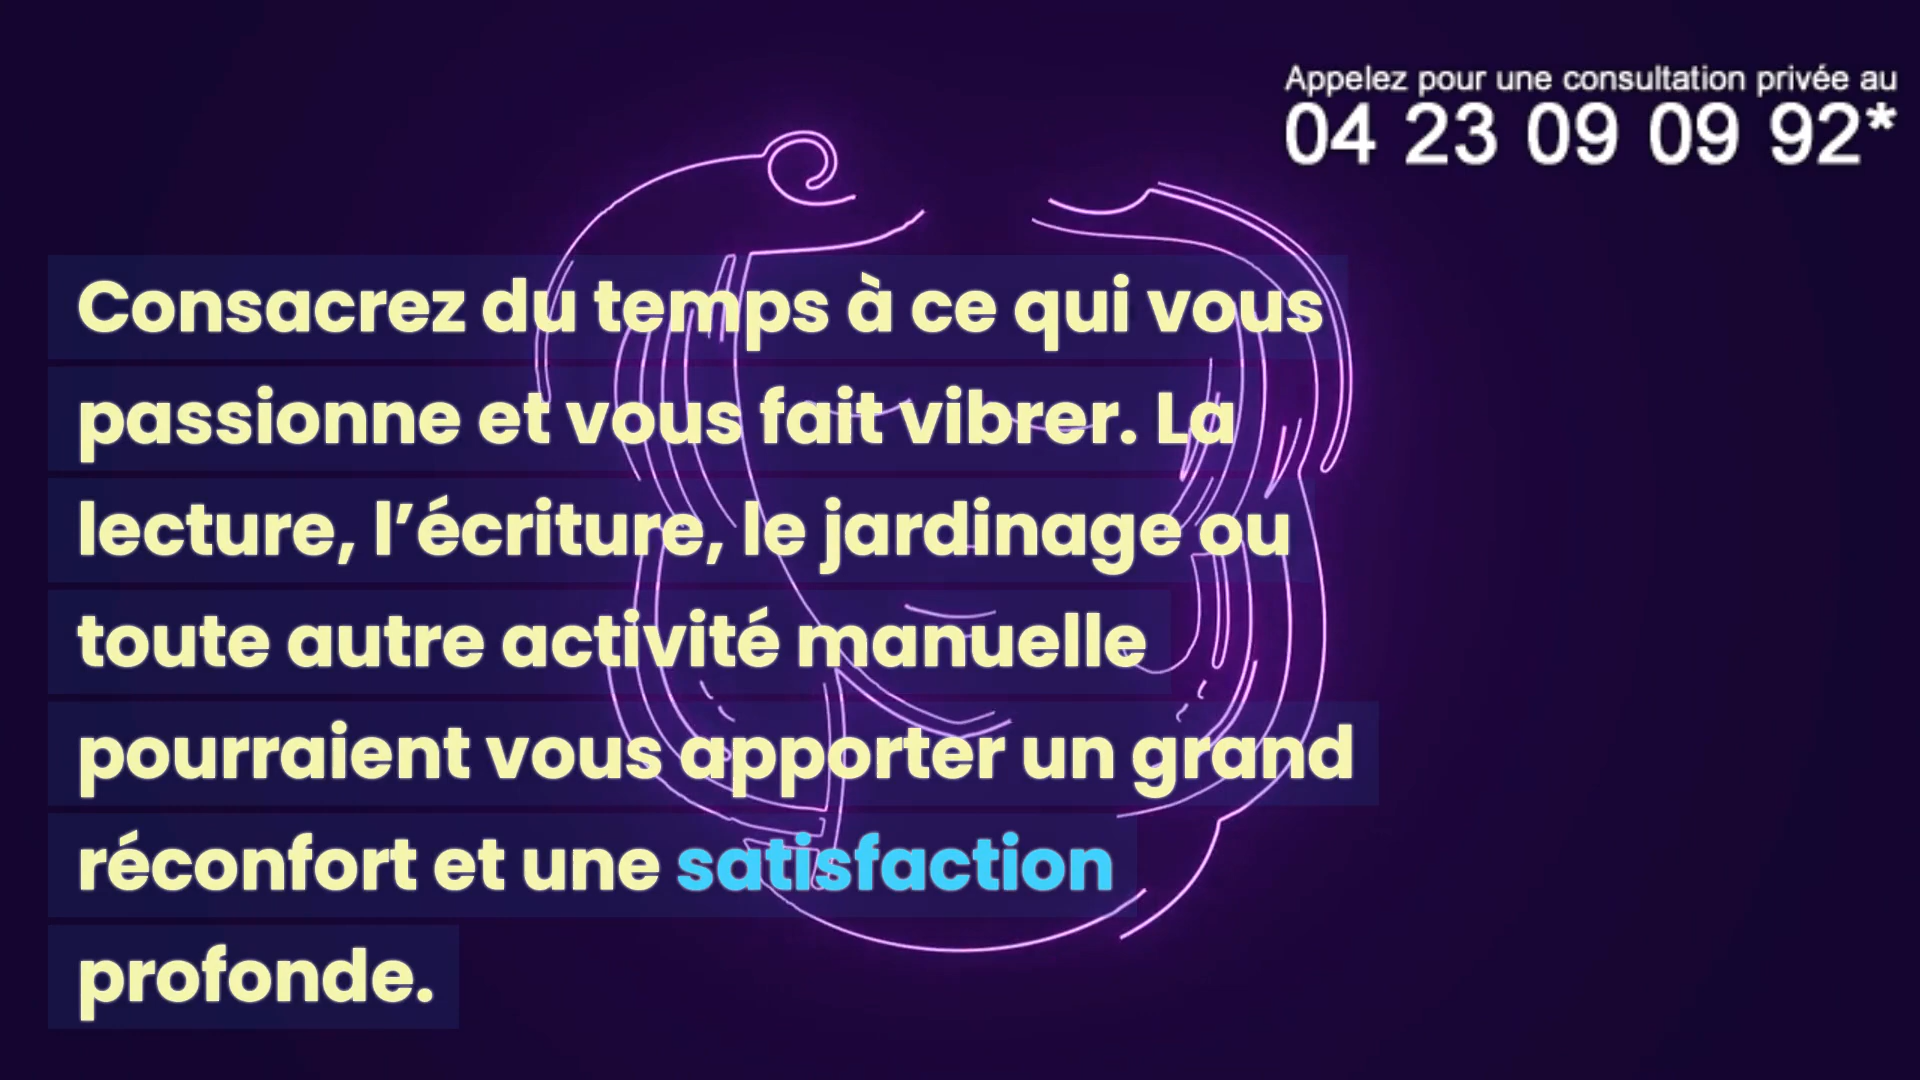 Appelez pour une consultation privée au
04 23 09 09 92*
Consacrez du temps à ce qui vous
passionne et vous fait vibrer. La
lecture, l’écriture, le jardinage ou
toute autre activité manuelle
pourraient vous apporter un grand
réconfort et une satisfaction
profonde.